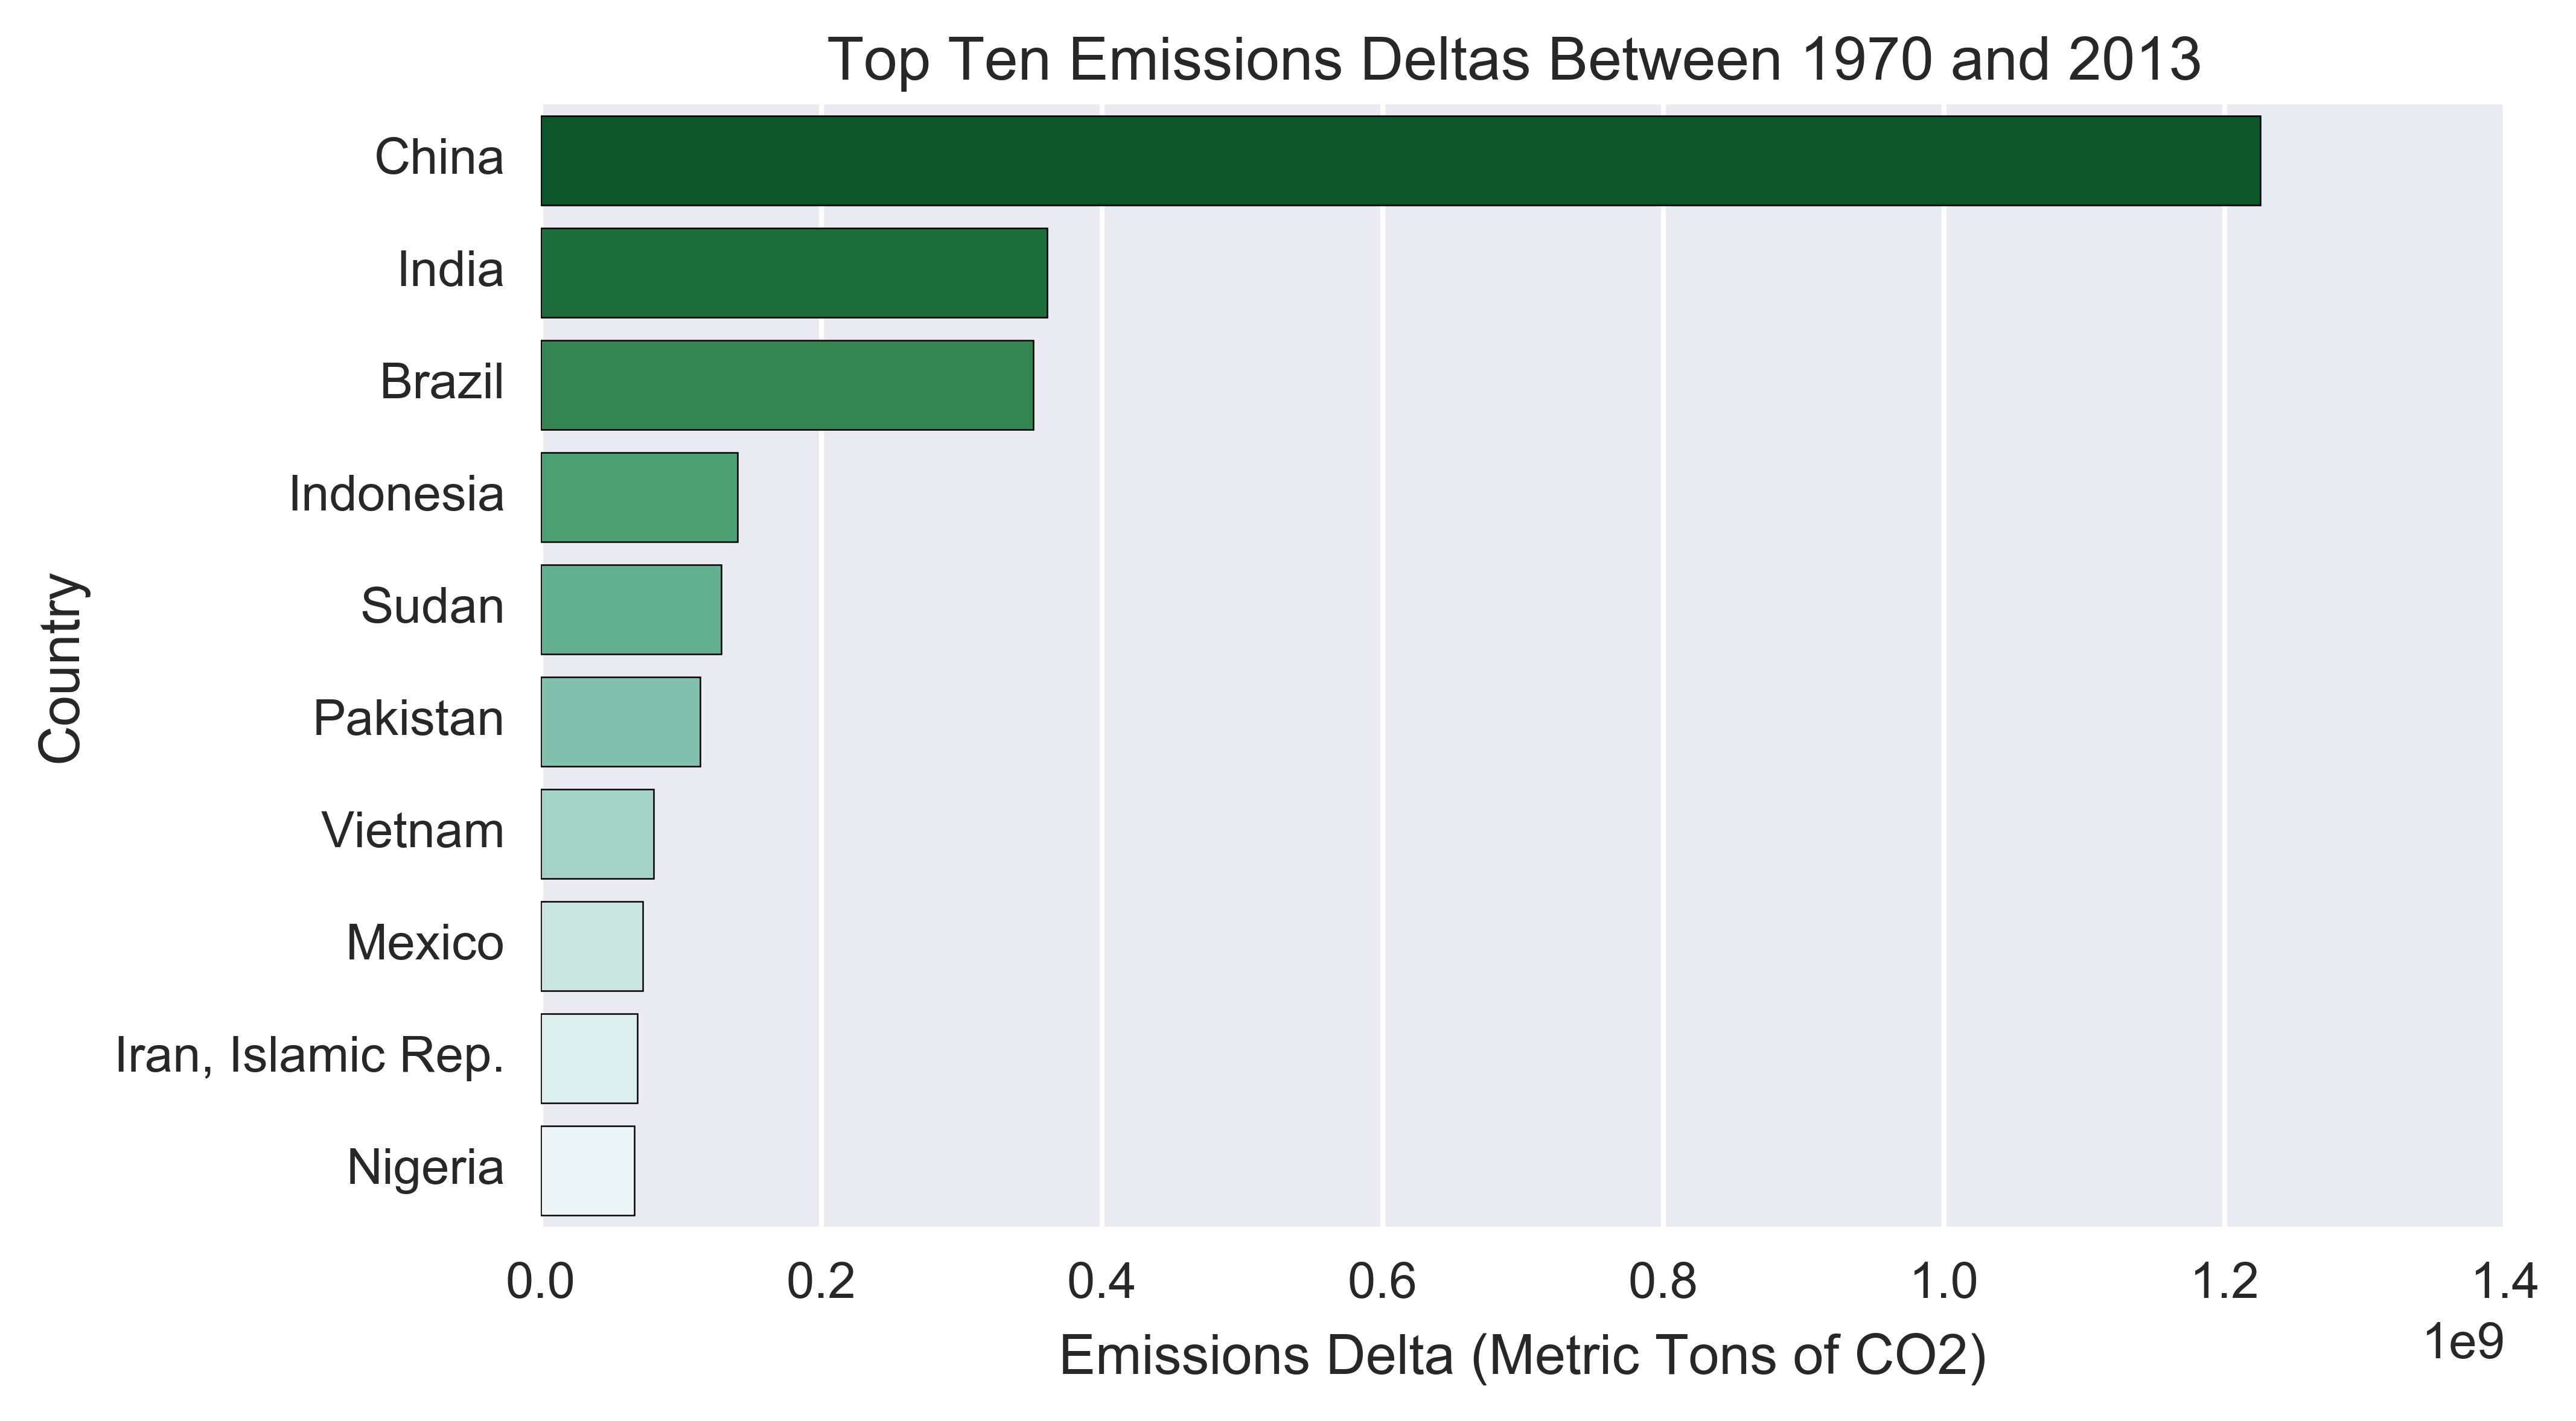 Top Ten Emissions Deltas Between 1970 and 2013
Country
China
India
Brazil
Indonesia
Sudan
Pakistan
Vietnam
Mexico
Iran, Islamic Rep.
Nigeria
0.0 0.2 0.4 0.6 0.8 1.0 1.2 1.4
1e9
Emissions Delta (Metric Tons of CO2)